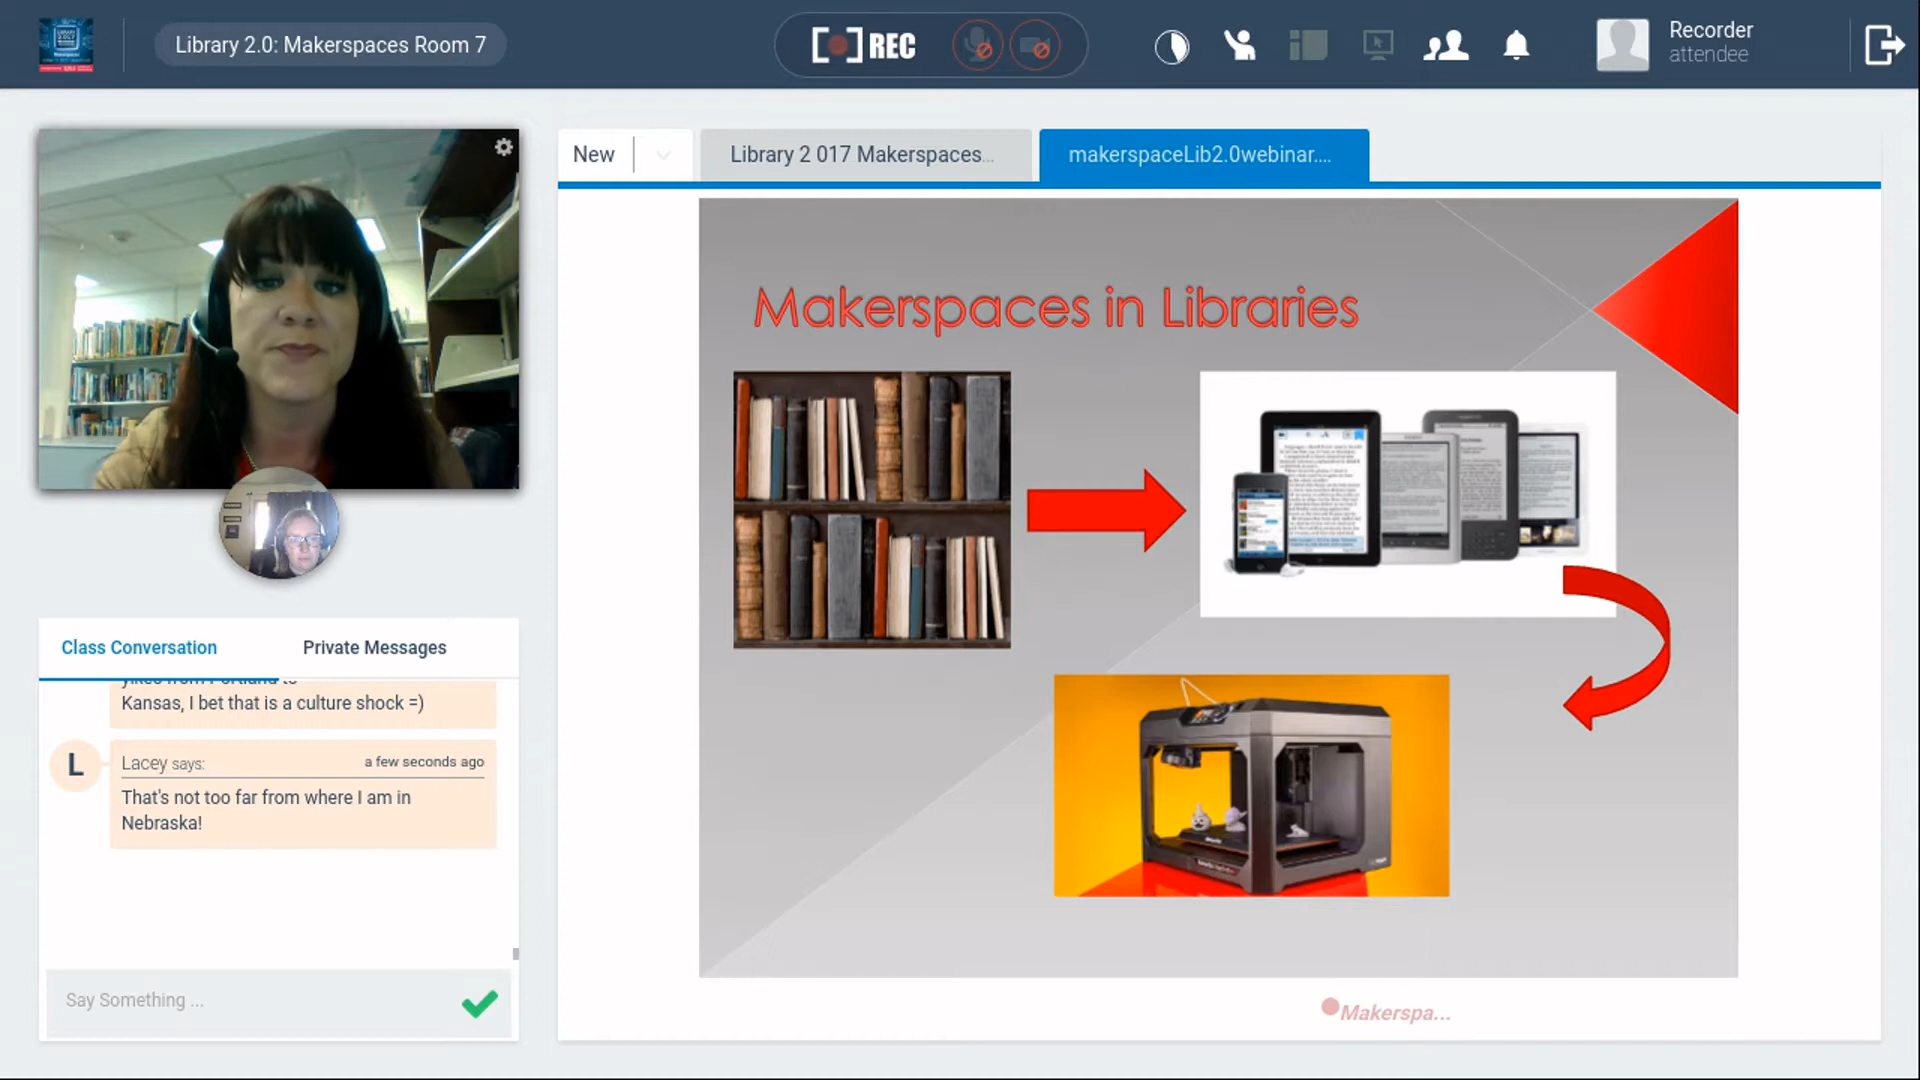 Library 2.0: Makerspaces Room 7
REC
Recorder
attendee
New
Library 2 017 Makerspaces...
makerspaceLib2.0webinar....
Makerspaces in Libraries
Class Conversation
Private Messages
Kansas, I bet that is a culture shock =)
L
Lacey says:
a few seconds ago
That's not too far from where I am in
Nebraska!
Say Something ...
Makerspa...